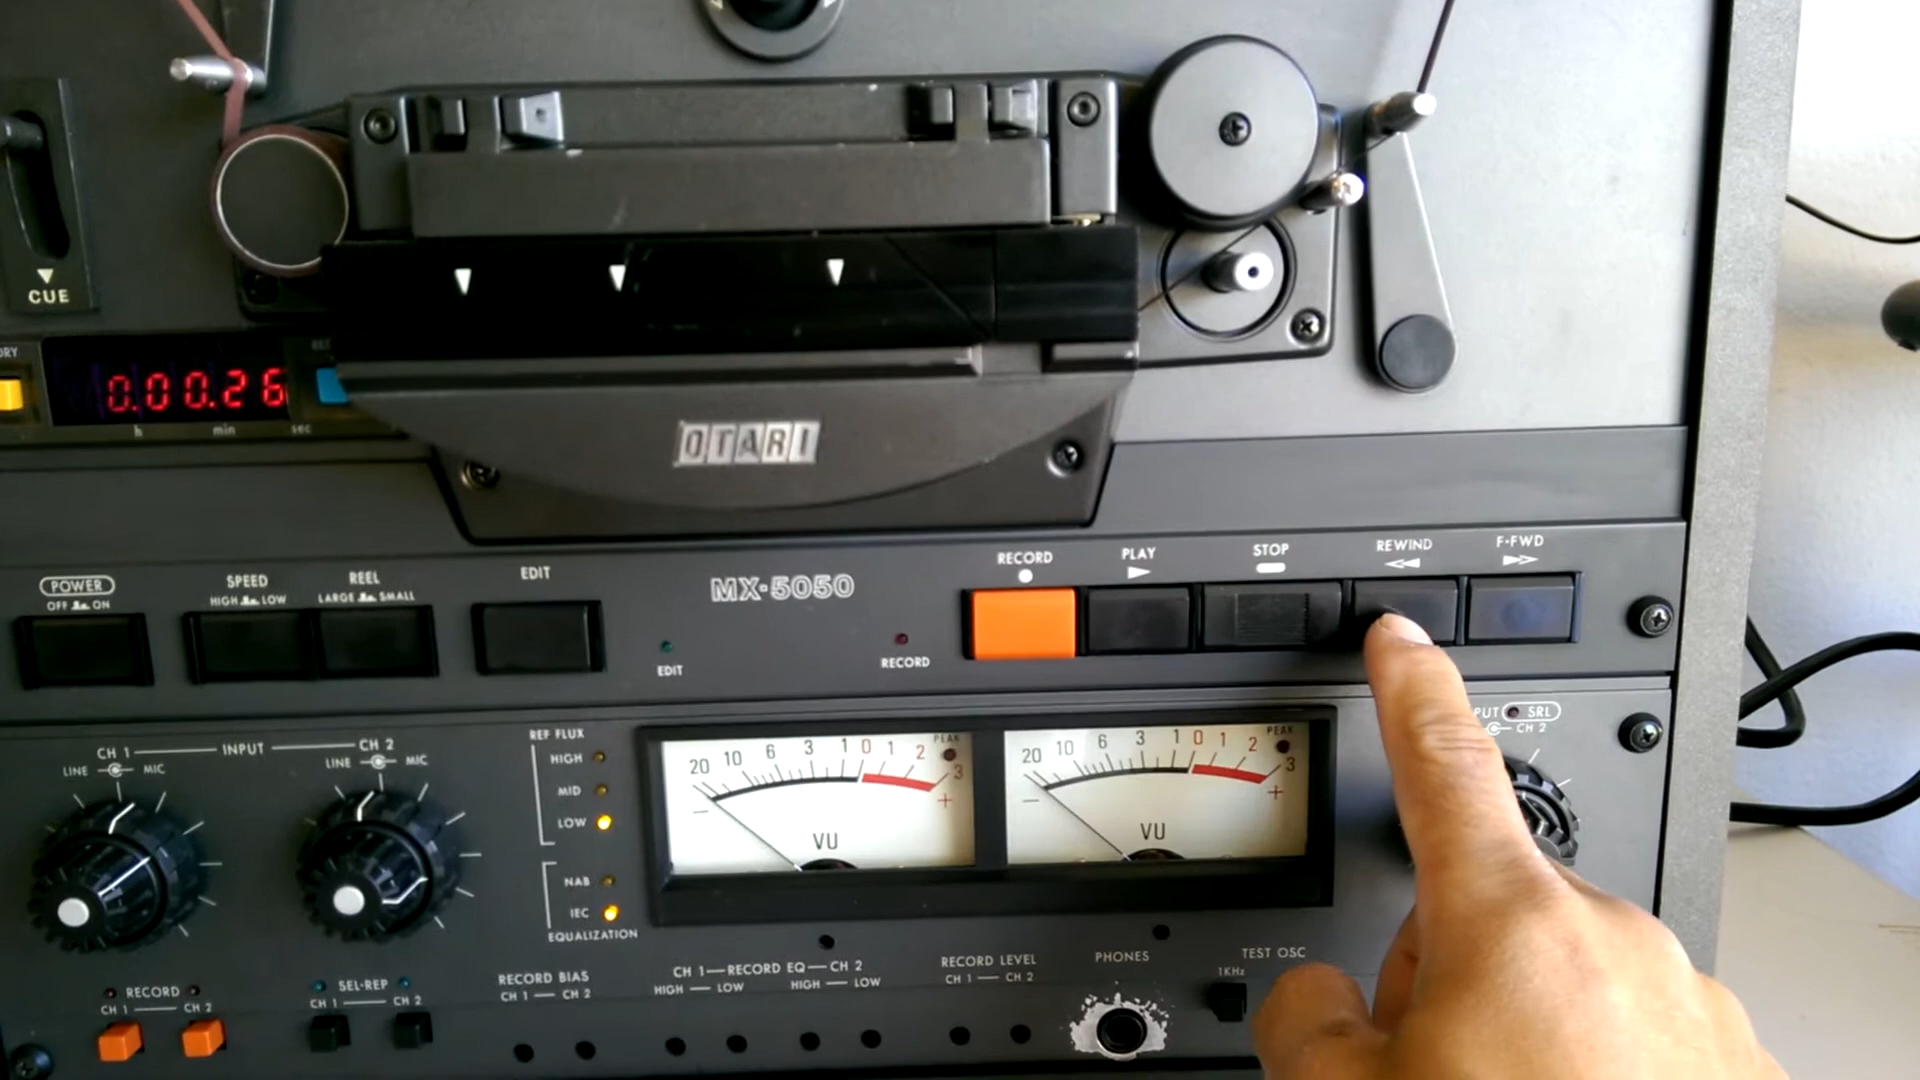 CUE
0.00.26
h min sec
OTARI
POWER
OFF ON
SPEED
HIGH LOW
REEL
LARGE SMALL
EDIT
EDIT
MX-5050
RECORD
RECORD
PLAY
STOP
REWIND
F·FWD
CH 1 INPUT CH 2
LINE MIC
LINE MIC
REF FLUX
HIGH
MID
LOW
NAB
IEC
EQUALIZATION
20 10 6 3 1 0 1 2 3
PEAK
− +
VU
20 10 6 3 1 0 1 2 3
PEAK
− +
VU
SRL
CH 2
RECORD
CH 1 CH 2
SEL-REP
CH 1 CH 2
RECORD BIAS
CH 1 — CH 2
CH 1—RECORD EQ—CH 2
HIGH — LOW HIGH — LOW
RECORD LEVEL
CH 1 — CH 2
PHONES
TEST OSC
1KHz